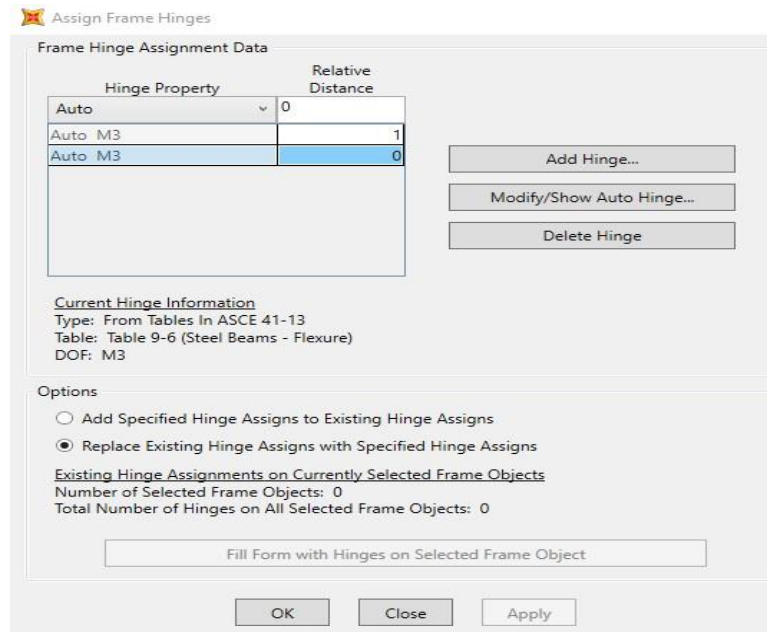 Assign Frame Hinges
Frame Hinge Assignment Data
Relative
Hinge Property Distance
Auto 0
Auto M3 1
Auto M3 0
Add Hinge...
Modify/Show Auto Hinge...
Delete Hinge
Current Hinge Information
Type: From Tables In ASCE 41-13
Table: Table 9-6 (Steel Beams - Flexure)
DOF: M3
Options
Add Specified Hinge Assigns to Existing Hinge Assigns
Replace Existing Hinge Assigns with Specified Hinge Assigns
Existing Hinge Assignments on Currently Selected Frame Objects
Number of Selected Frame Objects: 0
Total Number of Hinges on All Selected Frame Objects: 0
Fill Form with Hinges on Selected Frame Object
OK Close Apply